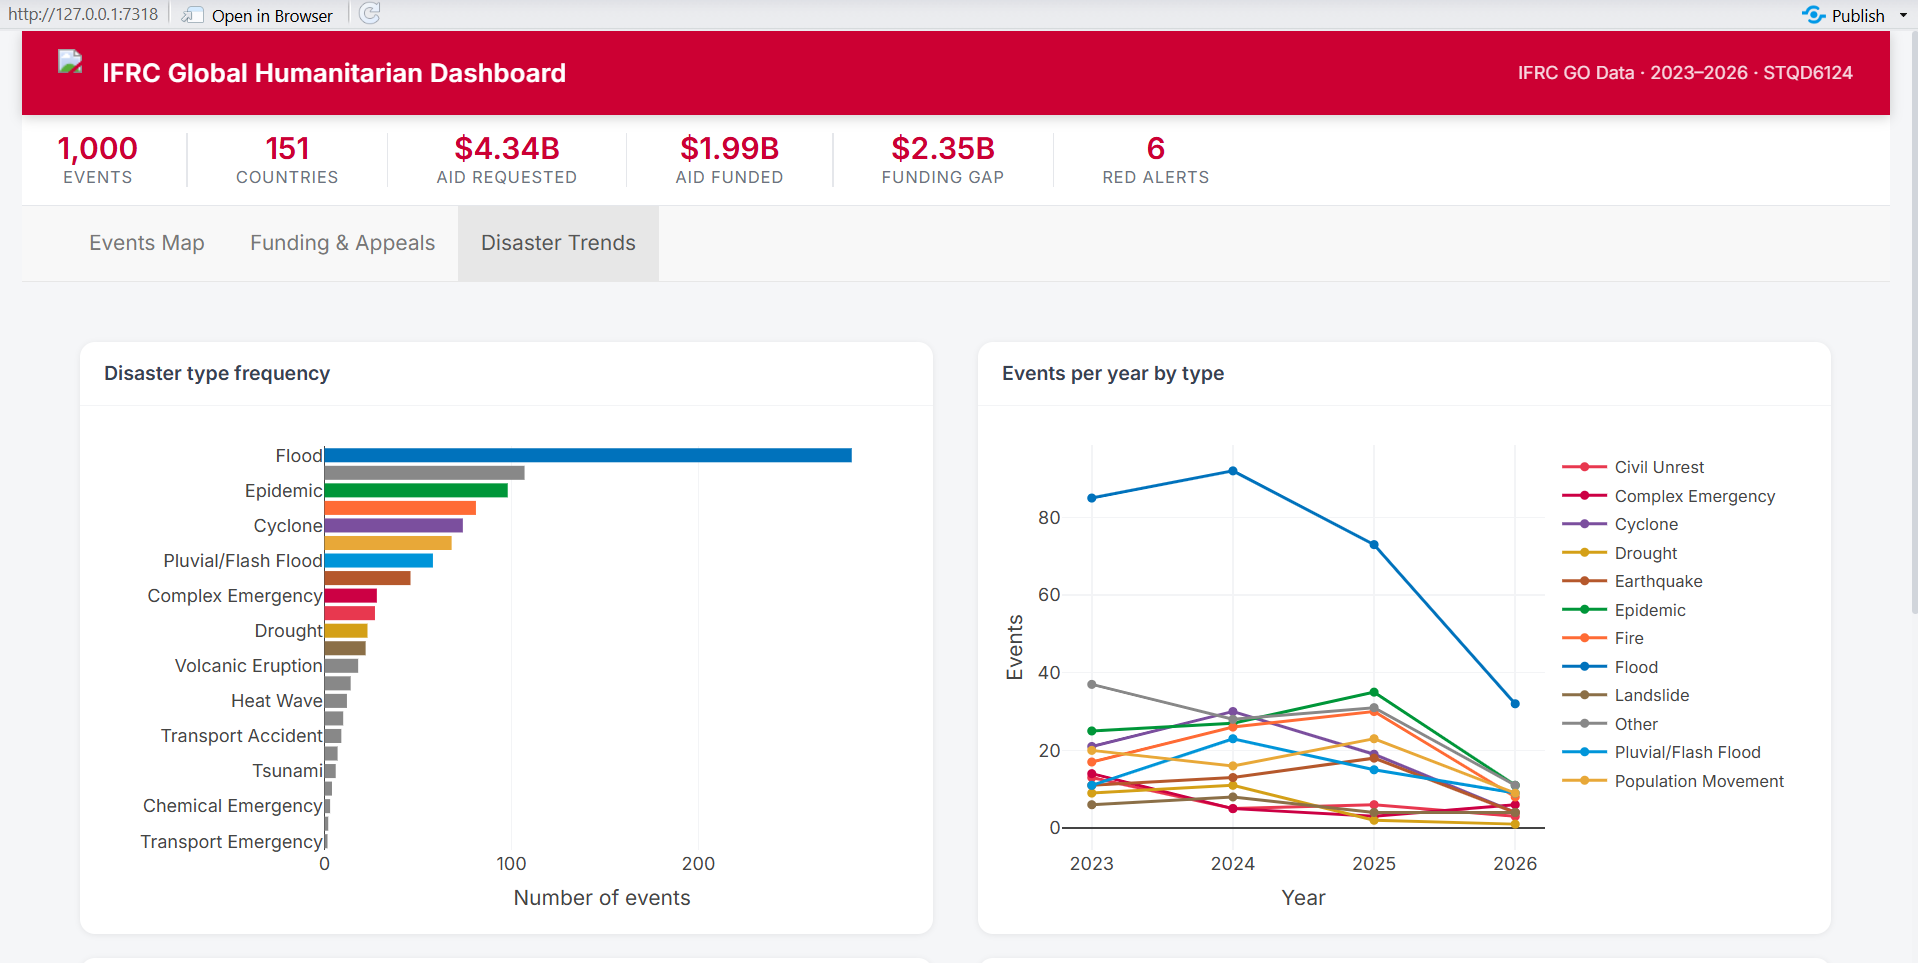 http://127.0.0.1:7318 Open in Browser Publish
IFRC Global Humanitarian Dashboard
IFRC GO Data · 2023–2026 · STQD6124
1,000
EVENTS
151
COUNTRIES
$4.34B
AID REQUESTED
$1.99B
AID FUNDED
$2.35B
FUNDING GAP
6
RED ALERTS
Events Map Funding & Appeals Disaster Trends
Disaster type frequency
Flood
Epidemic
Cyclone
Pluvial/Flash Flood
Complex Emergency
Drought
Volcanic Eruption
Heat Wave
Transport Accident
Tsunami
Chemical Emergency
Transport Emergency
0 100 200
Number of events
Events per year by type
Events
80
60
40
20
0
2023 2024 2025 2026
Year
Civil Unrest
Complex Emergency
Cyclone
Drought
Earthquake
Epidemic
Fire
Flood
Landslide
Other
Pluvial/Flash Flood
Population Movement